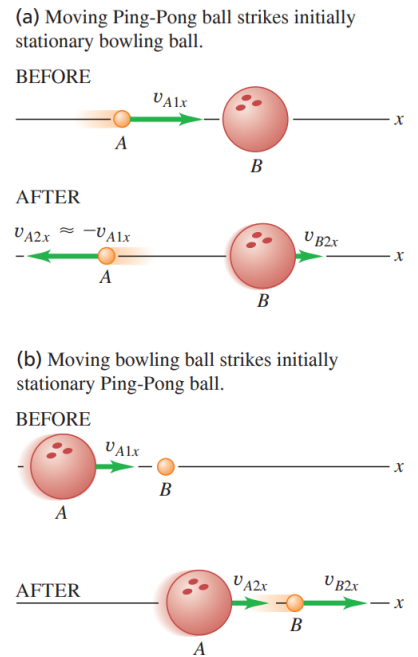 (a) Moving Ping-Pong ball strikes initially
stationary bowling ball.
BEFORE
vA1x
x
A
B
AFTER
vA2x ≈ −vA1x
vB2x
x
A
B
(b) Moving bowling ball strikes initially
stationary Ping-Pong ball.
BEFORE
vA1x
x
B
A
AFTER
vA2x
vB2x
x
B
A